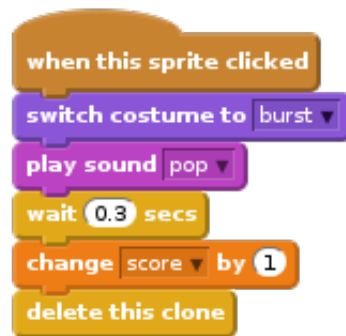 when this sprite clicked
switch costume to burst
play sound pop
wait 0.3 secs
change score by 1
delete this clone